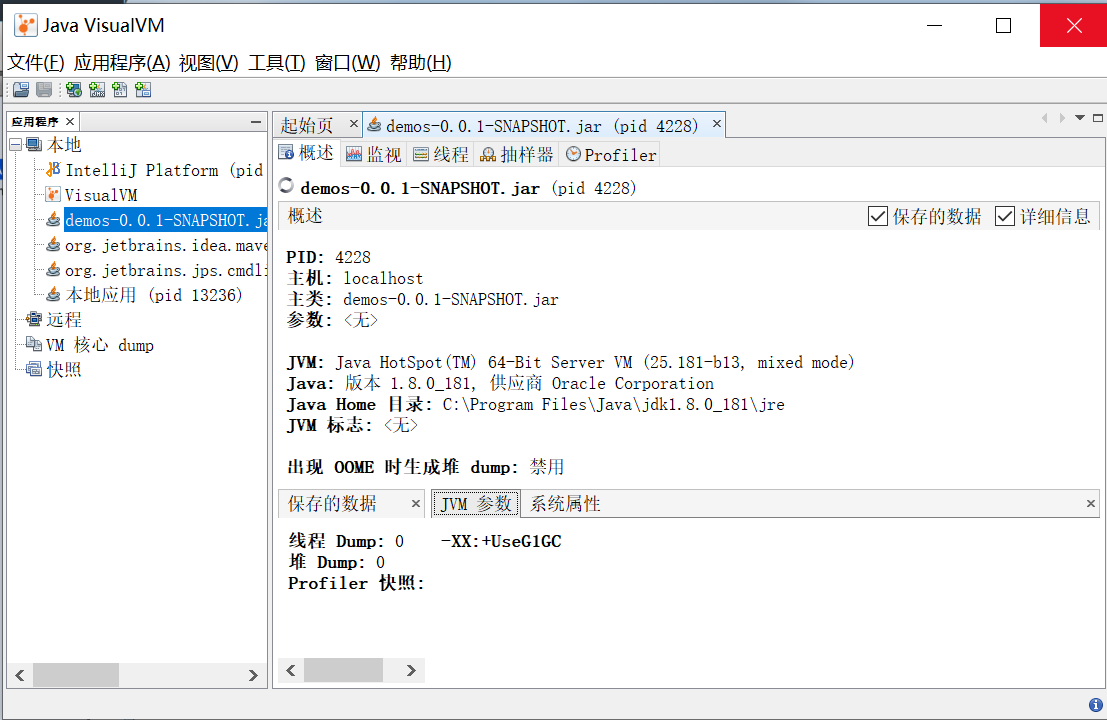 Java VisualVM
文件(F) 应用程序(A) 视图(V) 工具(T) 窗口(W) 帮助(H)
应用程序
本地
IntelliJ Platform (pid
VisualVM
demos-0.0.1-SNAPSHOT.ja
org.jetbrains.idea.mave
org.jetbrains.jps.cmdli
本地应用 (pid 13236)
远程
VM 核心 dump
快照
起始页 demos-0.0.1-SNAPSHOT.jar (pid 4228)
概述 监视 线程 抽样器 Profiler
demos-0.0.1-SNAPSHOT.jar (pid 4228)
概述 保存的数据 详细信息
PID: 4228
主机: localhost
主类: demos-0.0.1-SNAPSHOT.jar
参数: <无>
JVM: Java HotSpot(TM) 64-Bit Server VM (25.181-b13, mixed mode)
Java: 版本 1.8.0_181, 供应商 Oracle Corporation
Java Home 目录: C:\Program Files\Java\jdk1.8.0_181\jre
JVM 标志: <无>
出现 OOME 时生成堆 dump: 禁用
保存的数据 JVM 参数 系统属性
线程 Dump: 0 -XX:+UseG1GC
堆 Dump: 0
Profiler 快照: